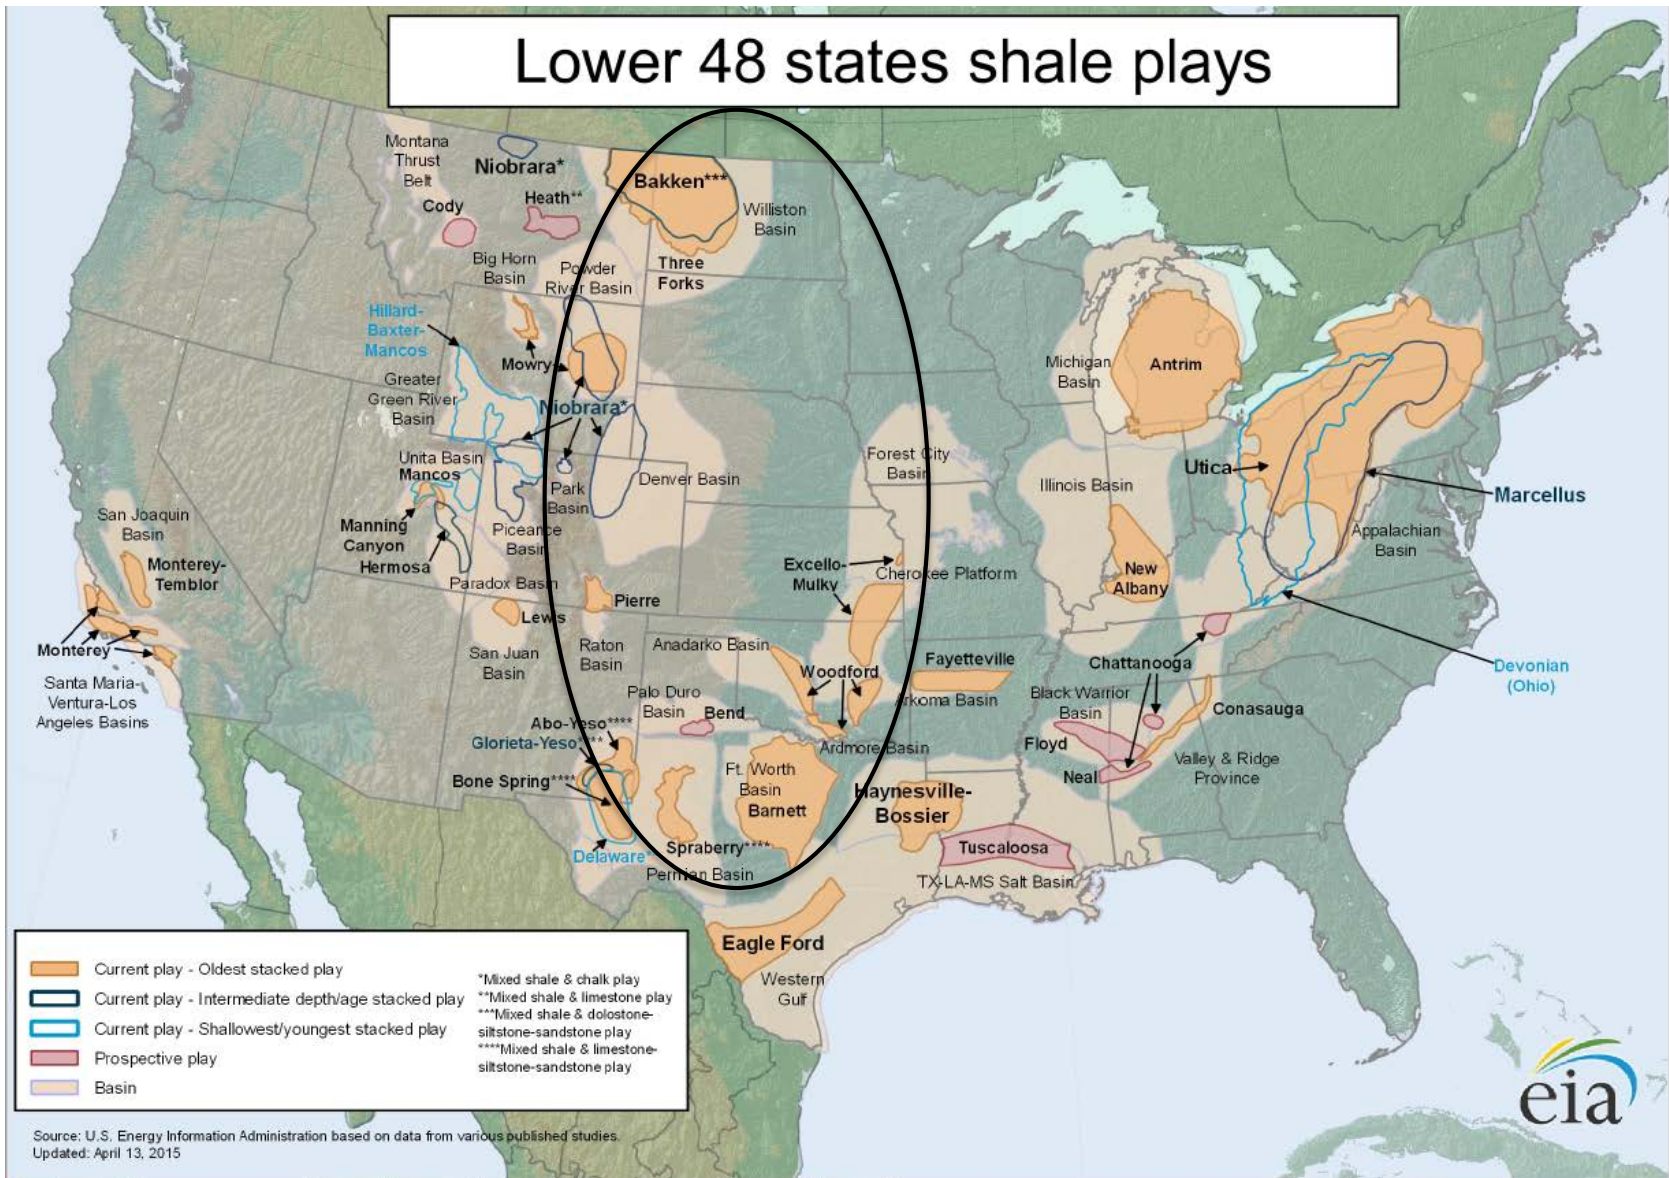 Lower 48 states shale plays
Montana
Thrust
Belt
Niobrara*
Bakken***
Heath**
Cody
Williston
Basin
Big Horn
Basin
Powder
River Basin
Three
Forks
Hillard-
Baxter-
Mancos
Mowry
Greater
Green River
Basin
Niobrara*
Michigan
Basin
Antrim
Unita Basin
Mancos
Park
Basin
Denver Basin
Forest City
Basin
Illinois Basin
Utica
Marcellus
Appalachian
Basin
San Joaquin
Basin
Manning
Canyon
Hermosa
Piceance
Basin
Monterey-
Temblor
Paradox Basin
Excello-
Mulky
Cherokee Platform
New
Albany
Lewis
Pierre
Monterey
San Juan
Basin
Raton
Basin
Anadarko Basin
Woodford
Fayetteville
Chattanooga
Devonian
(Ohio)
Santa Maria-
Ventura-Los
Angeles Basins
Palo Duro
Basin
Bend
Arkoma Basin
Black Warrior
Basin
Conasauga
Abo-Yeso****
Glorieta-Yeso****
Ardmore Basin
Floyd
Valley & Ridge
Province
Neal
Bone Spring****
Ft. Worth
Basin
Barnett
Haynesville-
Bossier
Delaware*
Spraberry****
Permian Basin
Tuscaloosa
TX-LA-MS Salt Basin
Eagle Ford
Western
Gulf
Current play - Oldest stacked play
Current play - Intermediate depth/age stacked play
Current play - Shallowest/youngest stacked play
Prospective play
Basin
*Mixed shale & chalk play
**Mixed shale & limestone play
***Mixed shale & dolostone-
siltstone-sandstone play
****Mixed shale & limestone-
siltstone-sandstone play
eia
Source: U.S. Energy Information Administration based on data from various published studies.
Updated: April 13, 2015